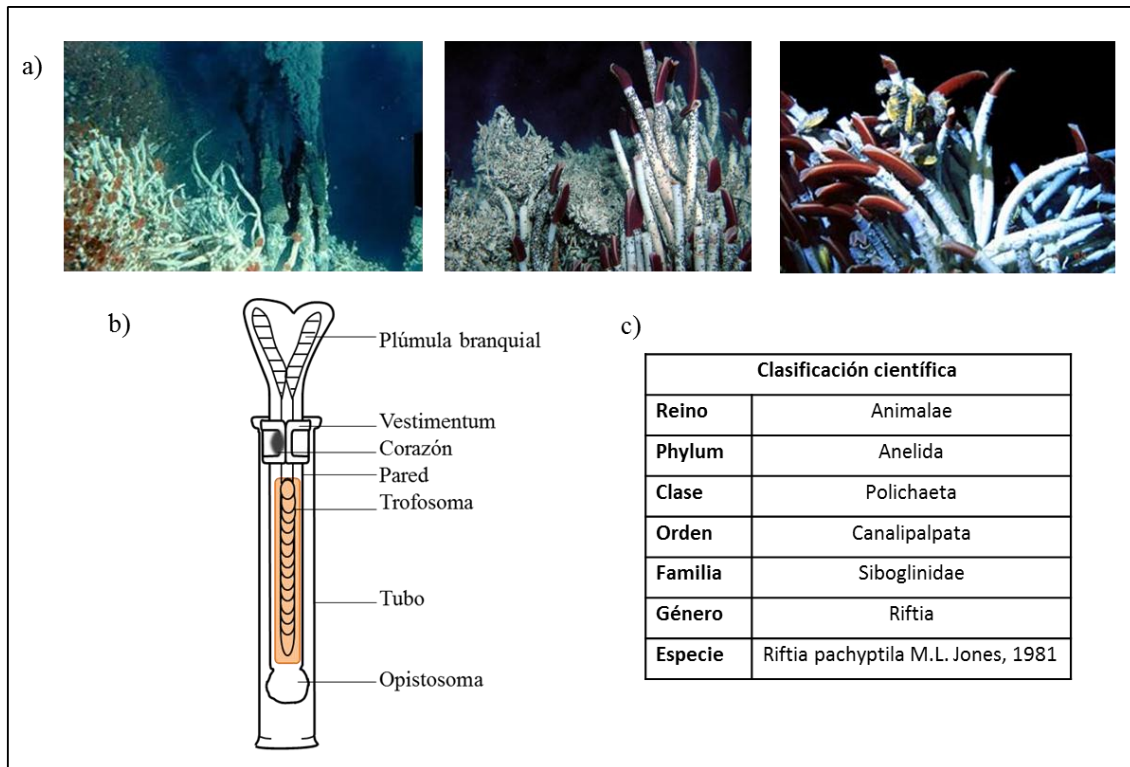 a)
b)
Plúmula branquial
Vestimentum
Corazón
Pared
Trofosoma
Tubo
Opistosoma
c)
Clasificación científica
Reino Animalae
Phylum Anelida
Clase Polichaeta
Orden Canalipalpata
Familia Siboglinidae
Género Riftia
Especie Riftia pachyptila M.L. Jones, 1981